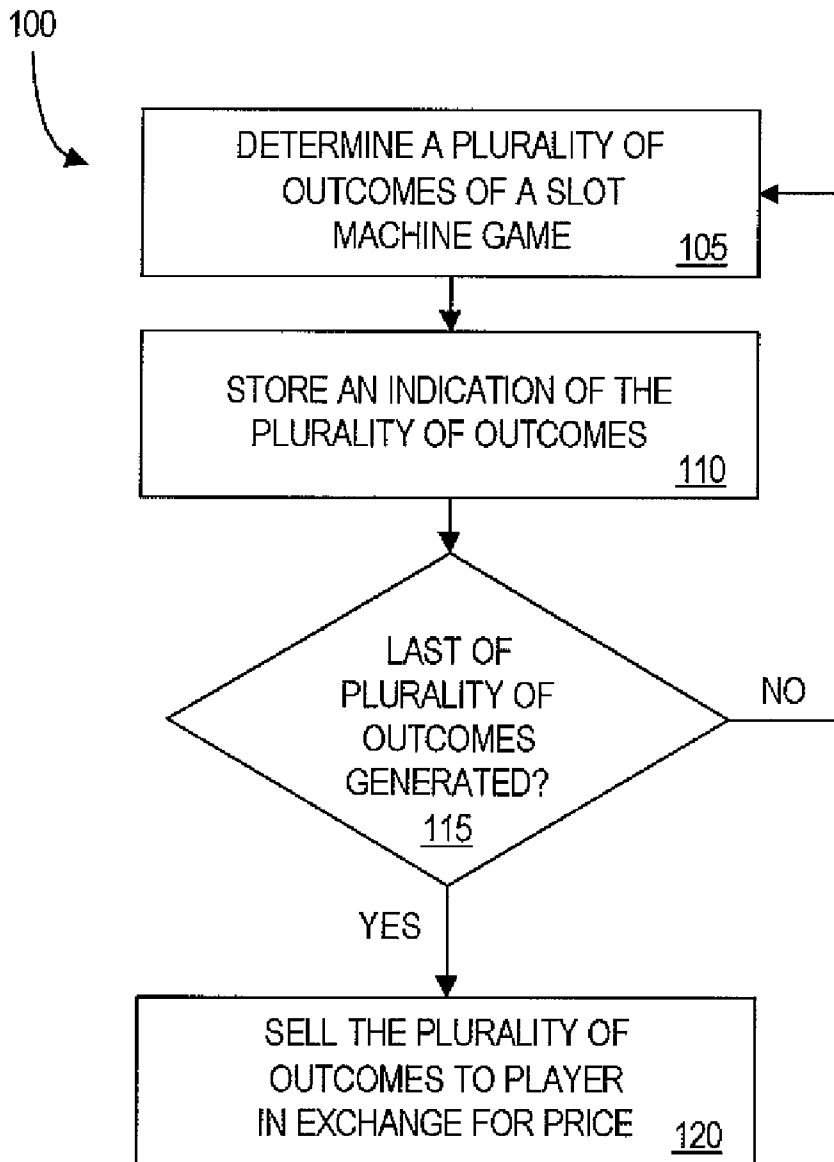 100
DETERMINE A PLURALITY OF
OUTCOMES OF A SLOT
MACHINE GAME
105
STORE AN INDICATION OF THE
PLURALITY OF OUTCOMES
110
LAST OF
PLURALITY OF
OUTCOMES
GENERATED?
115
NO
YES
SELL THE PLURALITY OF
OUTCOMES TO PLAYER
IN EXCHANGE FOR PRICE
120